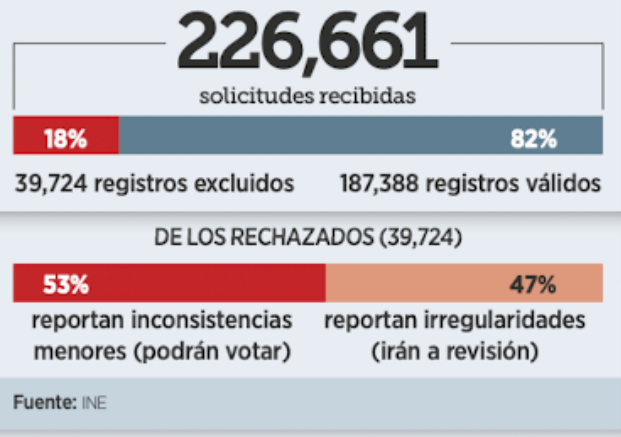 226,661
solicitudes recibidas
18% 82%
39,724 registros excluidos 187,388 registros válidos
DE LOS RECHAZADOS (39,724)
53% 47%
reportan inconsistencias reportan irregularidades
menores (podrán votar) (irán a revisión)
Fuente: INE